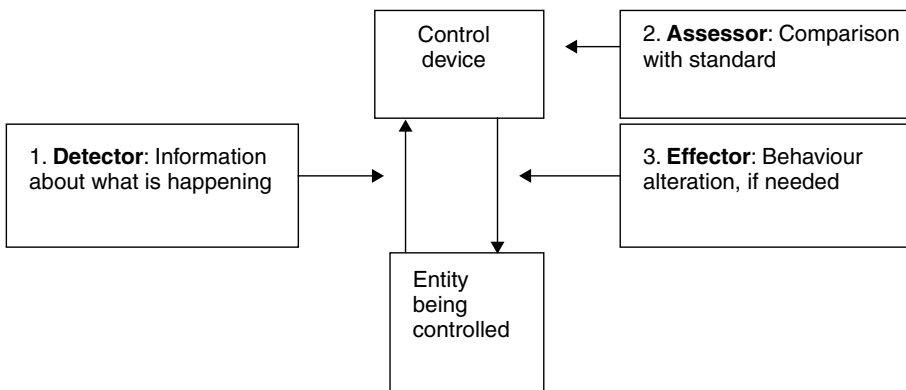 Control
device
2. Assessor: Comparison
with standard
1. Detector: Information
about what is happening
3. Effector: Behaviour
alteration, if needed
Entity
being
controlled